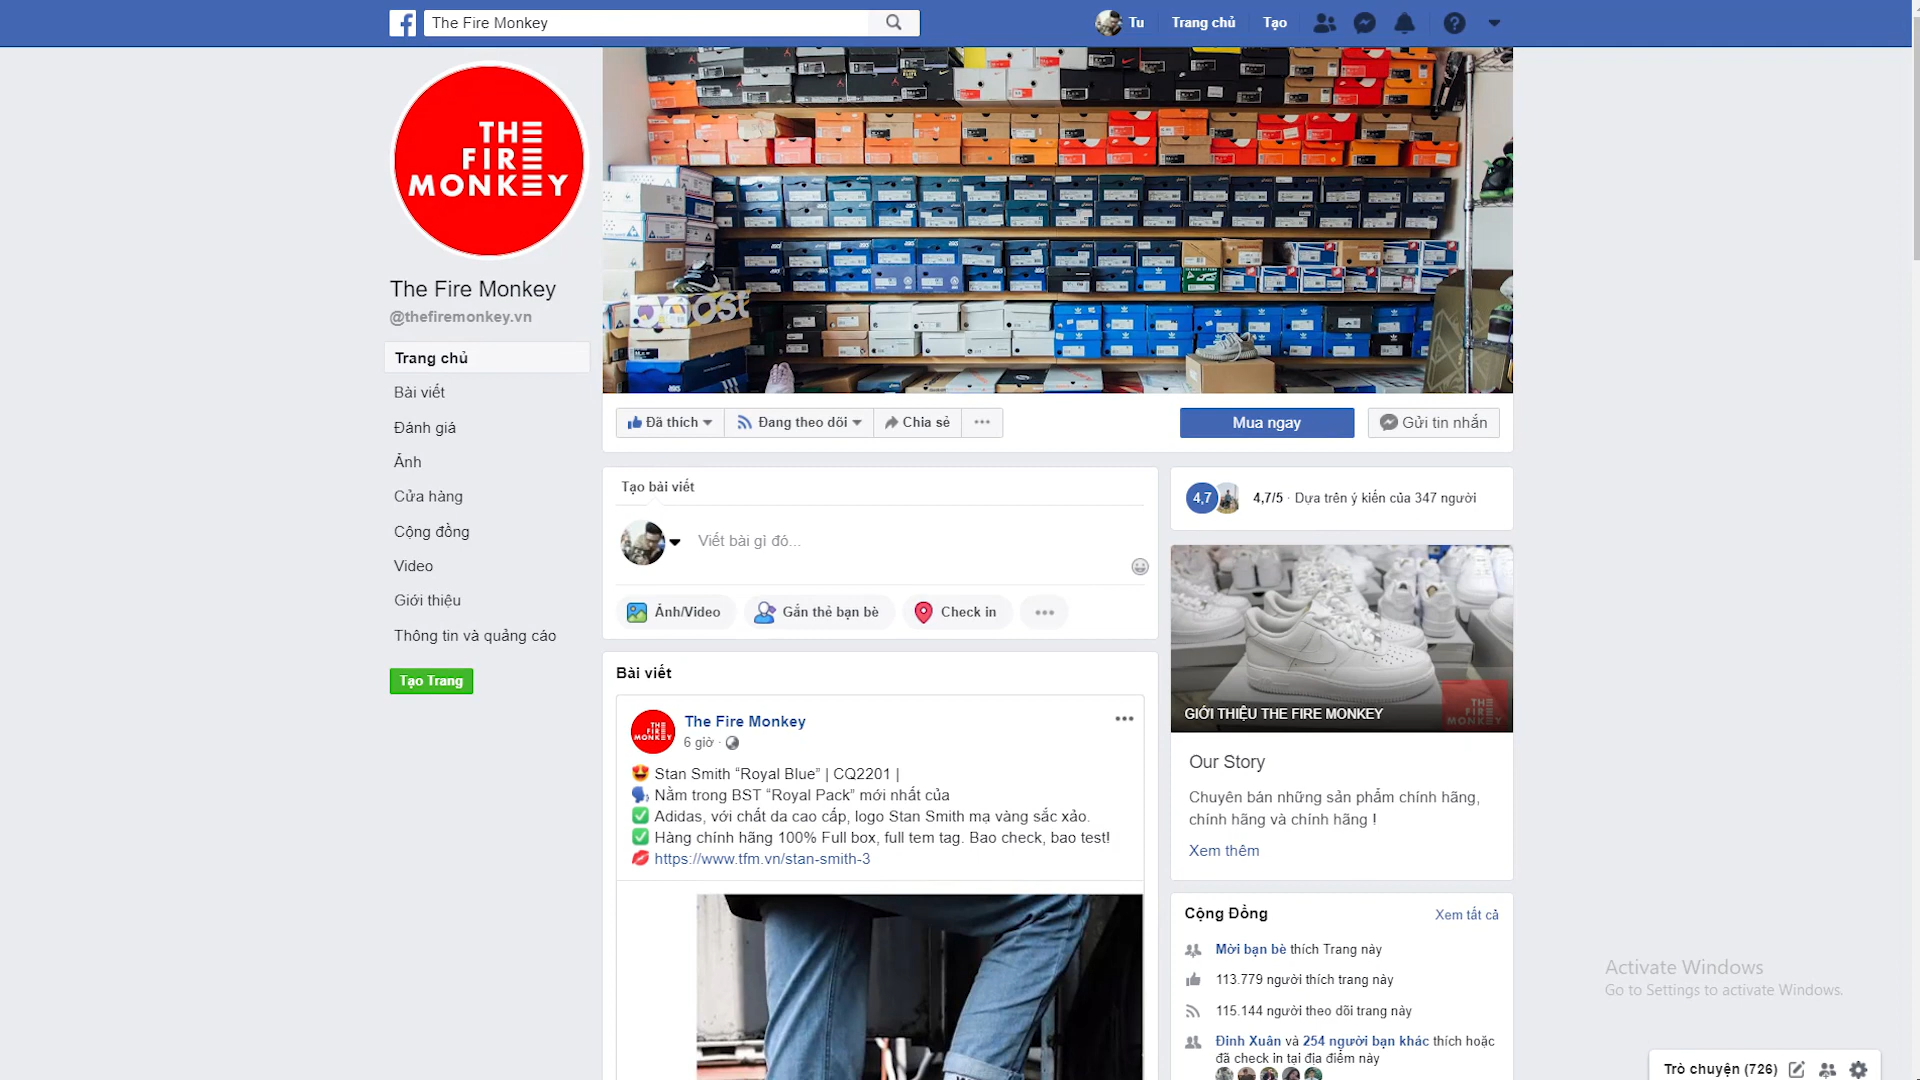 The Fire Monkey
Tu
Trang chủ
Tạo
THE
FIRE
MONKEY
The Fire Monkey
@thefiremonkey.vn
Trang chủ
Bài viết
Đánh giá
Ảnh
Cửa hàng
Cộng đồng
Video
Giới thiệu
Thông tin và quảng cáo
Tạo Trang
Đã thích
Đang theo dõi
Chia sẻ
Mua ngay
Gửi tin nhắn
Tạo bài viết
Viết bài gì đó...
Ảnh/Video
Gắn thẻ bạn bè
Check in
Bài viết
THE
FIRE
MONKEY
The Fire Monkey
6 giờ ·
Stan Smith “Royal Blue” | CQ2201 |
Nằm trong BST “Royal Pack” mới nhất của
Adidas, với chất da cao cấp, logo Stan Smith mạ vàng sắc xảo.
Hàng chính hãng 100% Full box, full tem tag. Bao check, bao test!
https://www.tfm.vn/stan-smith-3
4,7
4,7/5 · Dựa trên ý kiến của 347 người
GIỚI THIỆU THE FIRE MONKEY
THE
FIRE
MONKEY
Our Story
Chuyên bán những sản phẩm chính hãng,
chính hãng và chính hãng !
Xem thêm
Cộng Đồng
Xem tất cả
Mời bạn bè thích Trang này
113.779 người thích trang này
115.144 người theo dõi trang này
Đinh Xuân và 254 người bạn khác thích hoặc
đã check in tại địa điểm này
Activate Windows
Go to Settings to activate Windows.
Trò chuyện (726)